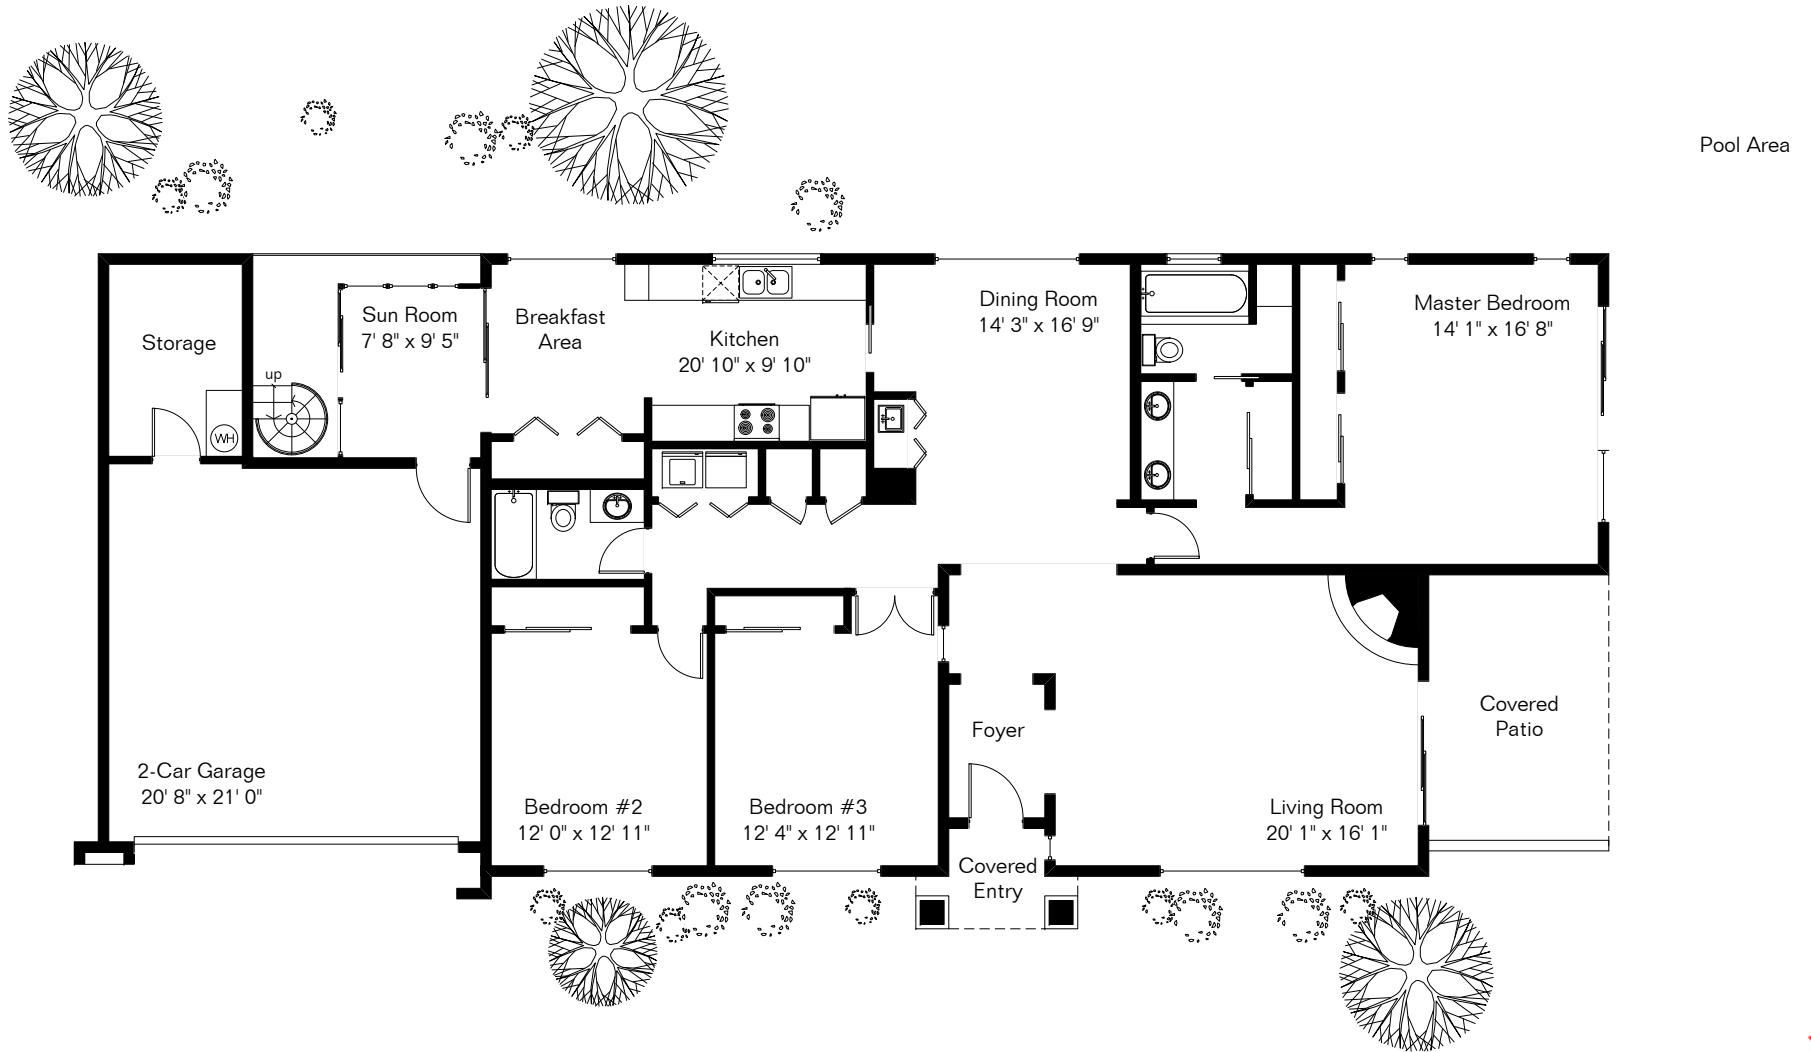 Pool Area
Storage
WH
up
Sun Room
7' 8" x 9' 5"
Breakfast
Area
Kitchen
20' 10" x 9' 10"
Dining Room
14' 3" x 16' 9"
Master Bedroom
14' 1" x 16' 8"
2-Car Garage
20' 8" x 21' 0"
Bedroom #2
12' 0" x 12' 11"
Bedroom #3
12' 4" x 12' 11"
Foyer
Covered
Entry
Living Room
20' 1" x 16' 1"
Covered
Patio